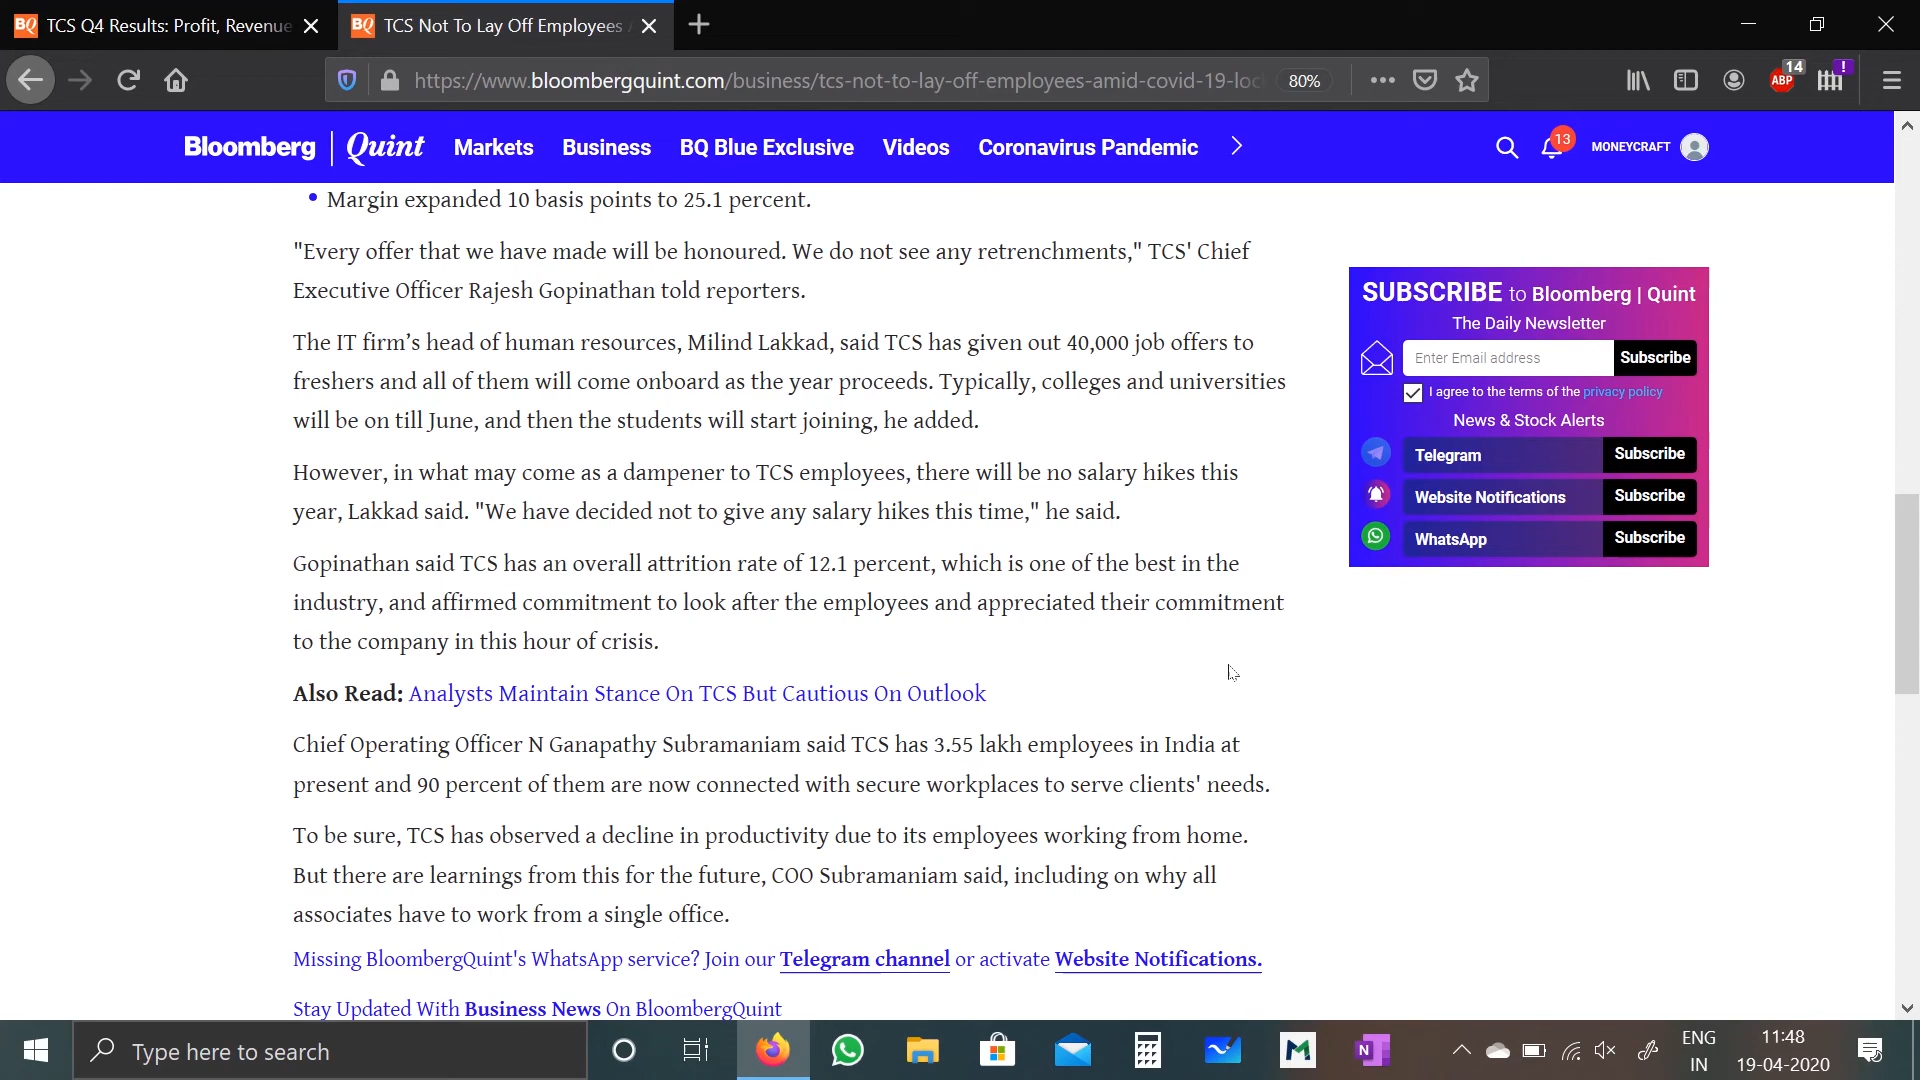 TCS Q4 Results: Profit, Revenue
TCS Not To Lay Off Employees
https://www.bloombergquint.com/business/tcs-not-to-lay-off-employees-amid-covid-19-loc
80%
ABP
14
!
Bloomberg | Quint
Markets
Business
BQ Blue Exclusive
Videos
Coronavirus Pandemic
13
MONEYCRAFT
• Margin expanded 10 basis points to 25.1 percent.
"Every offer that we have made will be honoured. We do not see any retrenchments," TCS' Chief
Executive Officer Rajesh Gopinathan told reporters.
The IT firm’s head of human resources, Milind Lakkad, said TCS has given out 40,000 job offers to
freshers and all of them will come onboard as the year proceeds. Typically, colleges and universities
will be on till June, and then the students will start joining, he added.
However, in what may come as a dampener to TCS employees, there will be no salary hikes this
year, Lakkad said. "We have decided not to give any salary hikes this time," he said.
Gopinathan said TCS has an overall attrition rate of 12.1 percent, which is one of the best in the
industry, and affirmed commitment to look after the employees and appreciated their commitment
to the company in this hour of crisis.
Also Read: Analysts Maintain Stance On TCS But Cautious On Outlook
Chief Operating Officer N Ganapathy Subramaniam said TCS has 3.55 lakh employees in India at
present and 90 percent of them are now connected with secure workplaces to serve clients' needs.
To be sure, TCS has observed a decline in productivity due to its employees working from home.
But there are learnings from this for the future, COO Subramaniam said, including on why all
associates have to work from a single office.
Missing BloombergQuint's WhatsApp service? Join our Telegram channel or activate Website Notifications.
Stay Updated With Business News On BloombergQuint
SUBSCRIBE to Bloomberg | Quint
The Daily Newsletter
Enter Email address
Subscribe
I agree to the terms of the privacy policy
News & Stock Alerts
Telegram
Subscribe
Website Notifications
Subscribe
WhatsApp
Subscribe
Type here to search
ENG
IN
11:48
19-04-2020